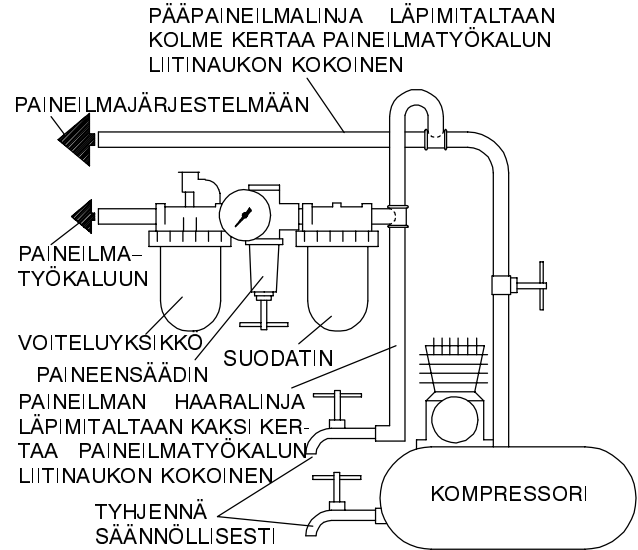 PÄÄPAINEILMALINJA LÄPIMITALTAAN
KOLME KERTAA PAINEILMATYÖKALUN
LIITINAUKON KOKOINEN
PAINEILMAJÄRJESTELMÄÄN
PAINEILMA–
TYÖKALUUN
VOITELUYKSIKKÖ
SUODATIN
PAINEENSÄÄDIN
PAINEILMAN HAARALINJA
LÄPIMITALTAAN KAKSI KER-
TAA PAINEILMATYÖKALUN
LIITINAUKON KOKOINEN
KOMPRESSORI
TYHJENNÄ
SÄÄNNÖLLISESTI